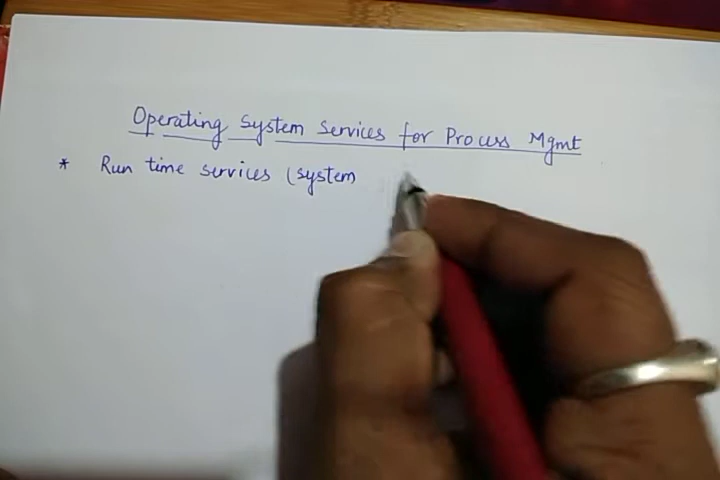 Operating System Services for Process Mgmt
* Run time services (system